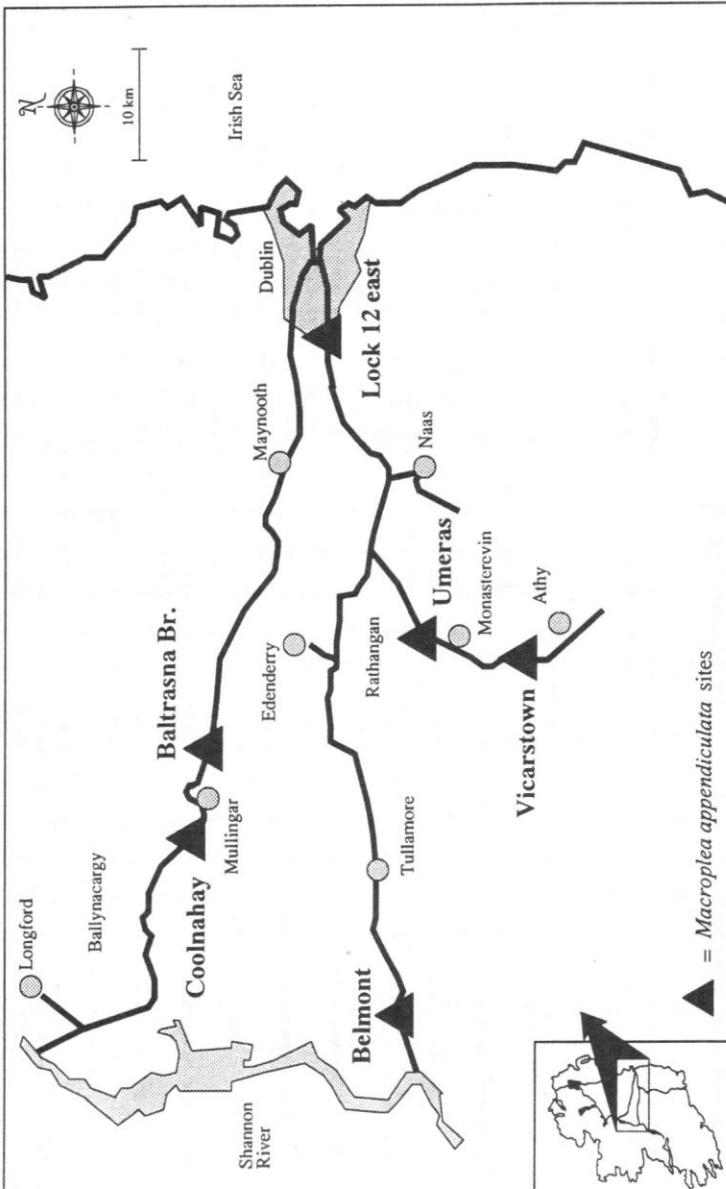 N
10 km
Irish Sea
Longford
Ballynacargy
Baltrasna Br.
Maynooth
Dublin
Coolnahay
Mullingar
Shannon
River
Edenderry
Lock 12 east
Rathangan
Naas
Umeras
Monasterevin
Athy
Tullamore
Belmont
Vicarstown
= Macroplea appendiculata sites